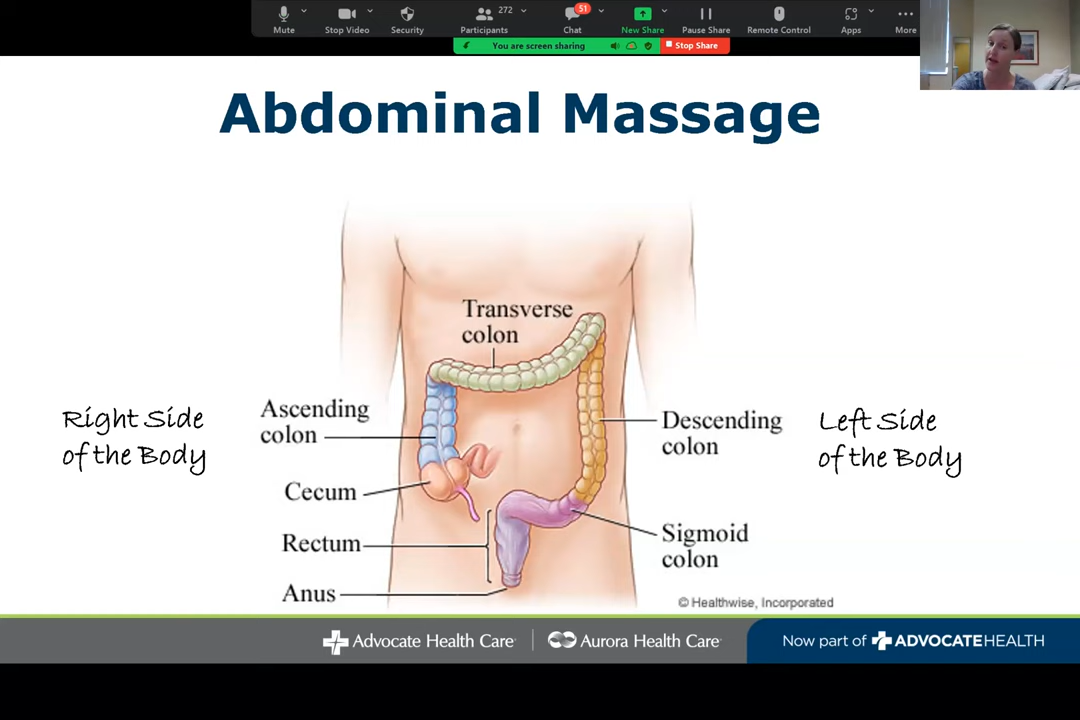 272
51
Mute
Stop Video
Security
Participants
Chat
New Share
Pause Share
Remote Control
Apps
More
You are screen sharing
Stop Share
Abdominal Massage
Transverse
colon
Ascending
colon
Right Side
of the Body
Descending
colon
Left Side
of the Body
Cecum
Rectum
Sigmoid
colon
Anus
© Healthwise, Incorporated
Advocate Health Care
Aurora Health Care
Now part of ADVOCATEHEALTH